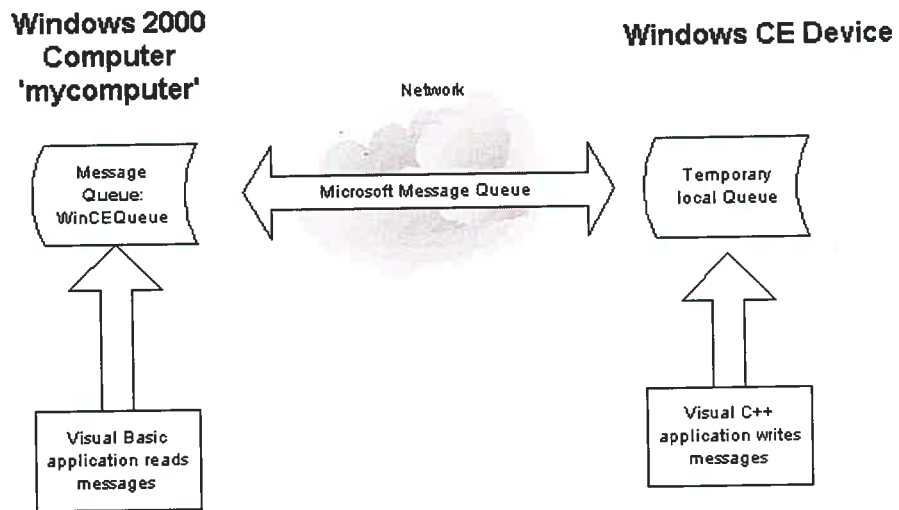 Windows 2000
Computer
'mycomputer'
Windows CE Device
Network
Message
Queue:
WinCEQueue
Microsoft Message Queue
Temporary
local Queue
Visual Basic
application reads
messages
Visual C++
application writes
messages